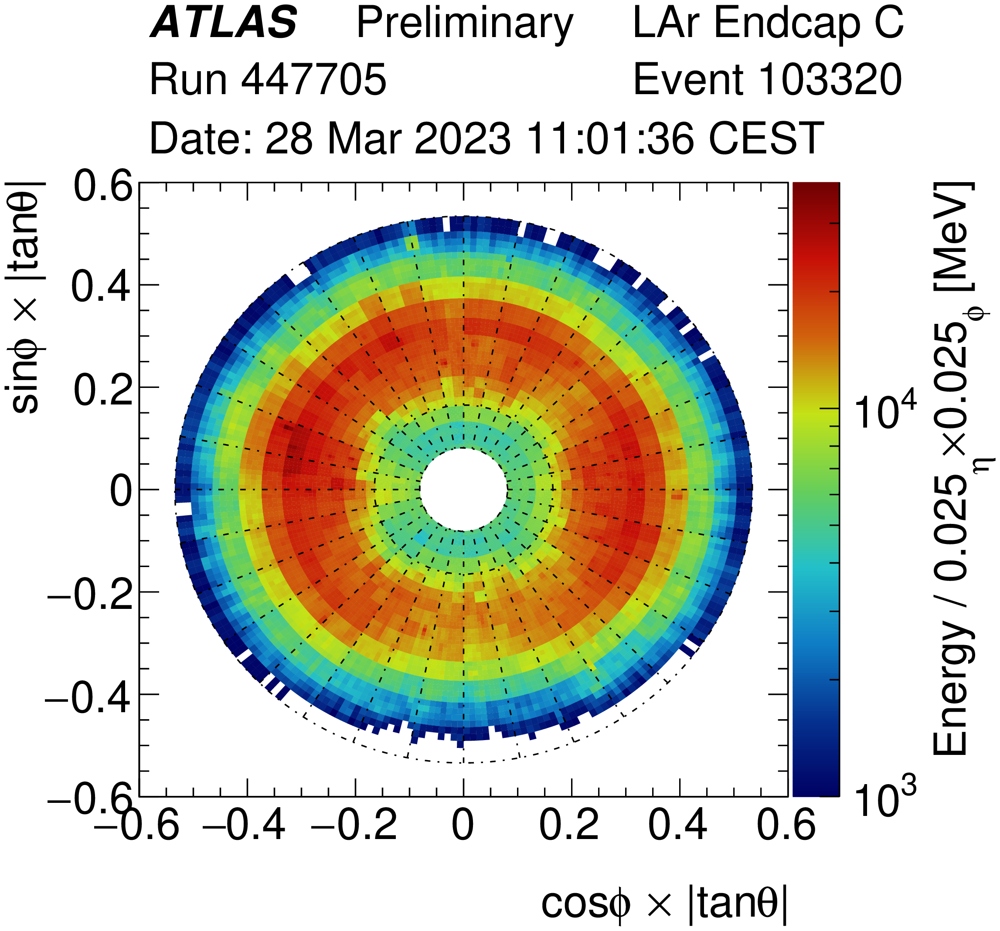 ATLAS Preliminary LAr Endcap C
Run 447705 Event 103320
Date: 28 Mar 2023 11:01:36 CEST
sinϕ × |tanθ|
0.6
0.4
0.2
0
−0.2
−0.4
−0.6
−0.6 −0.4 −0.2 0 0.2 0.4 0.6
cosϕ × |tanθ|
10⁴
10³
Energy / 0.025η ×0.025ϕ [MeV]